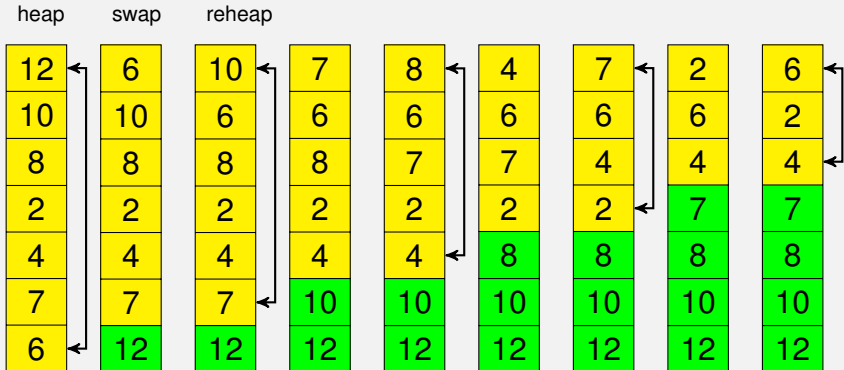 heap swap reheap
12 6 10 7 8 4 7 2 6
10 10 6 6 6 6 6 6 2
8 8 8 8 7 7 4 4 4
2 2 2 2 2 2 2 7 7
4 4 4 4 4 8 8 8 8
7 7 7 10 10 10 10 10 10
6 12 12 12 12 12 12 12 12